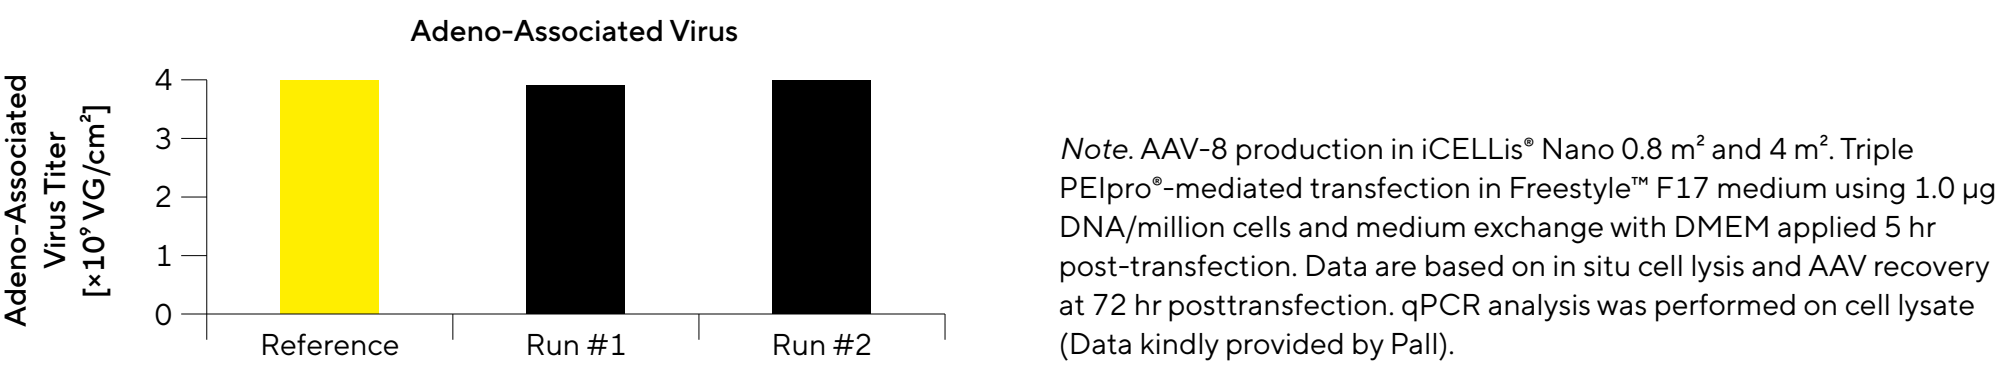 Adeno-Associated Virus
Adeno-Associated
Virus Titer
[×10⁹ VG/cm²]
4
3
2
1
0
Reference
Run #1
Run #2
Note. AAV-8 production in iCELLis® Nano 0.8 m² and 4 m². Triple
PEIpro®-mediated transfection in Freestyle™ F17 medium using 1.0 µg
DNA/million cells and medium exchange with DMEM applied 5 hr
post-transfection. Data are based on in situ cell lysis and AAV recovery
at 72 hr posttransfection. qPCR analysis was performed on cell lysate
(Data kindly provided by Pall).